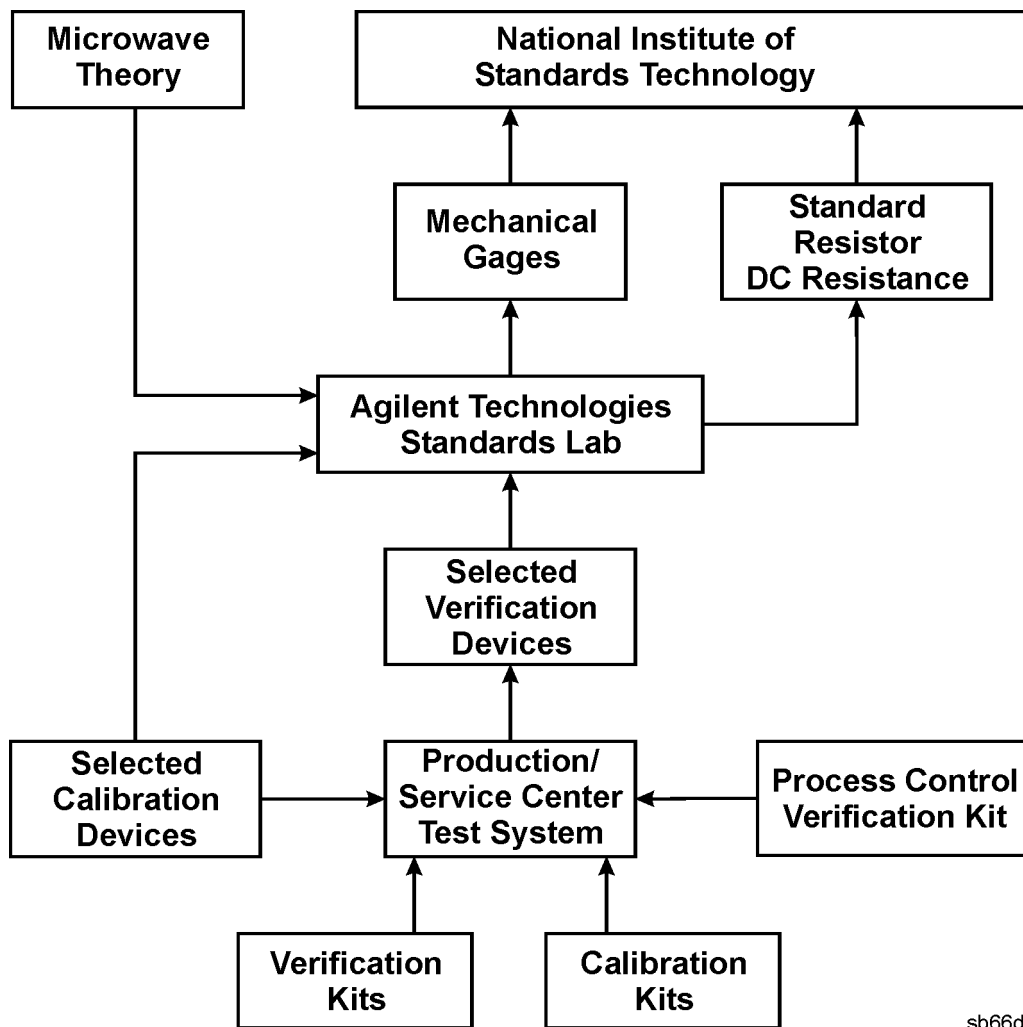 Microwave
Theory
National Institute of
Standards Technology
Mechanical
Gages
Standard
Resistor
DC Resistance
Agilent Technologies
Standards Lab
Selected
Verification
Devices
Selected
Calibration
Devices
Production/
Service Center
Test System
Process Control
Verification Kit
Verification
Kits
Calibration
Kits
sb66d